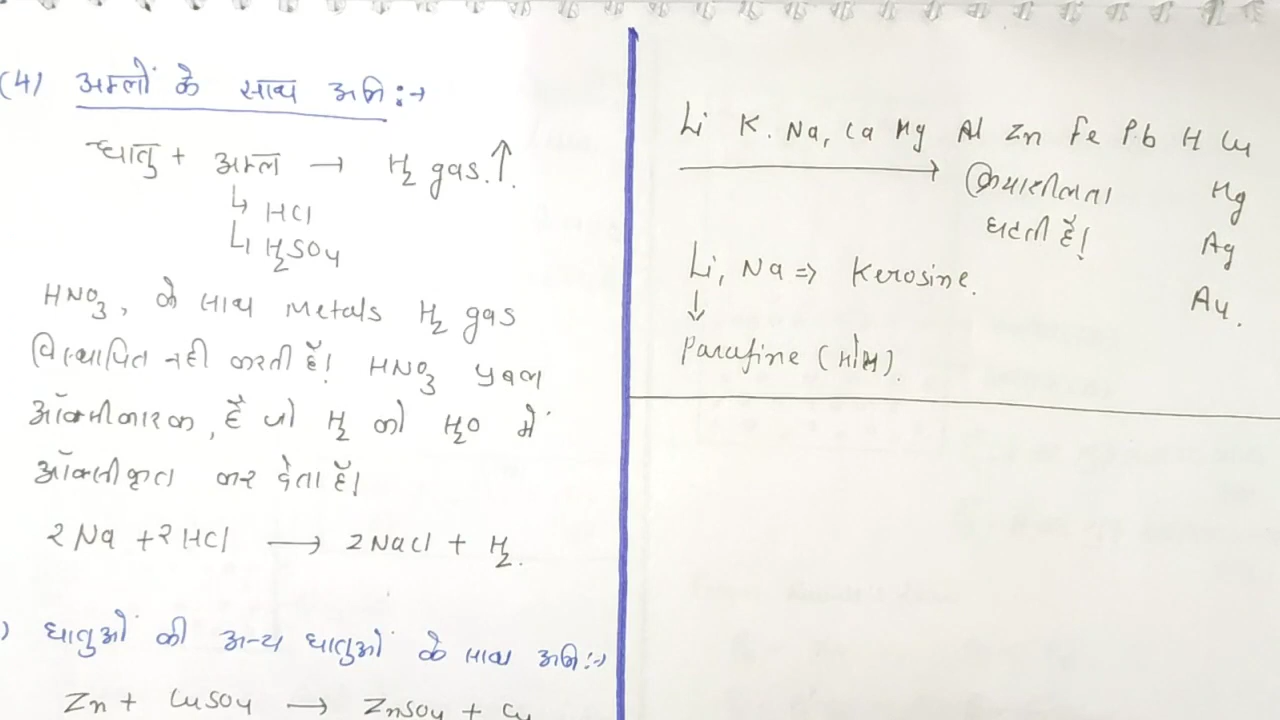 (4) अम्लों के साथ अभि :→
धातु + अम्ल → H2 gas.↑.
↳ HCl
↳ H2SO4
HNO3, के साथ Metals H2 gas
विस्थापित नही करती हैं! HNO3 प्रबल
ऑक्सीकारक, है जो H2 को H2O में
ऑक्सीकृत कर देता हैं!
2Na + 2HCl → 2NaCl + H2.
) धातुओं की अन्य धातुओं के साथ अभि :→
Zn + CuSO4 → ZnSO4 + Cu
Li K. Na, Ca Mg Al Zn Fe Pb H Cu
→ क्रियाशीलता Hg
घटती हैं! Ag
Li, Na => Kerosine. Au.
↓
Parafine (मोम).